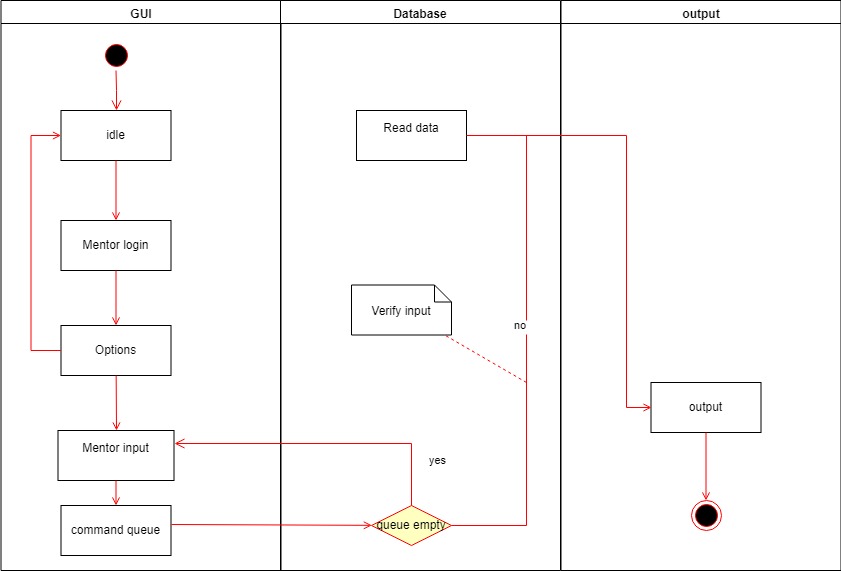 GUI
Database
output
idle
Read data
Mentor login
Verify input
no
Options
output
Mentor input
yes
command queue
queue empty